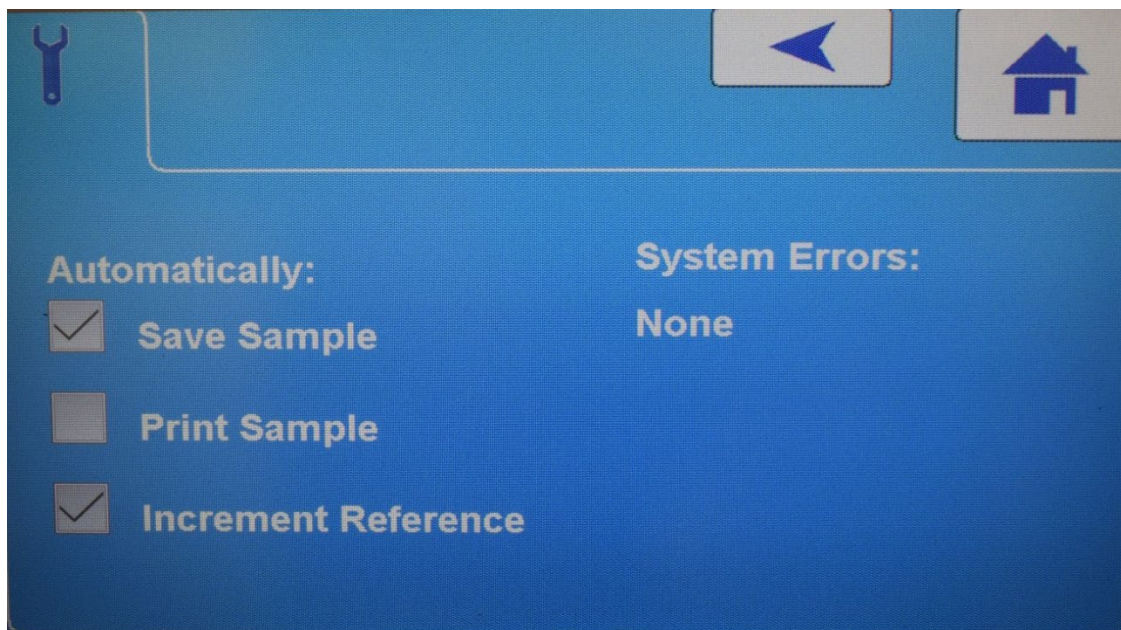 Automatically:
Save Sample
Print Sample
Increment Reference
System Errors:
None